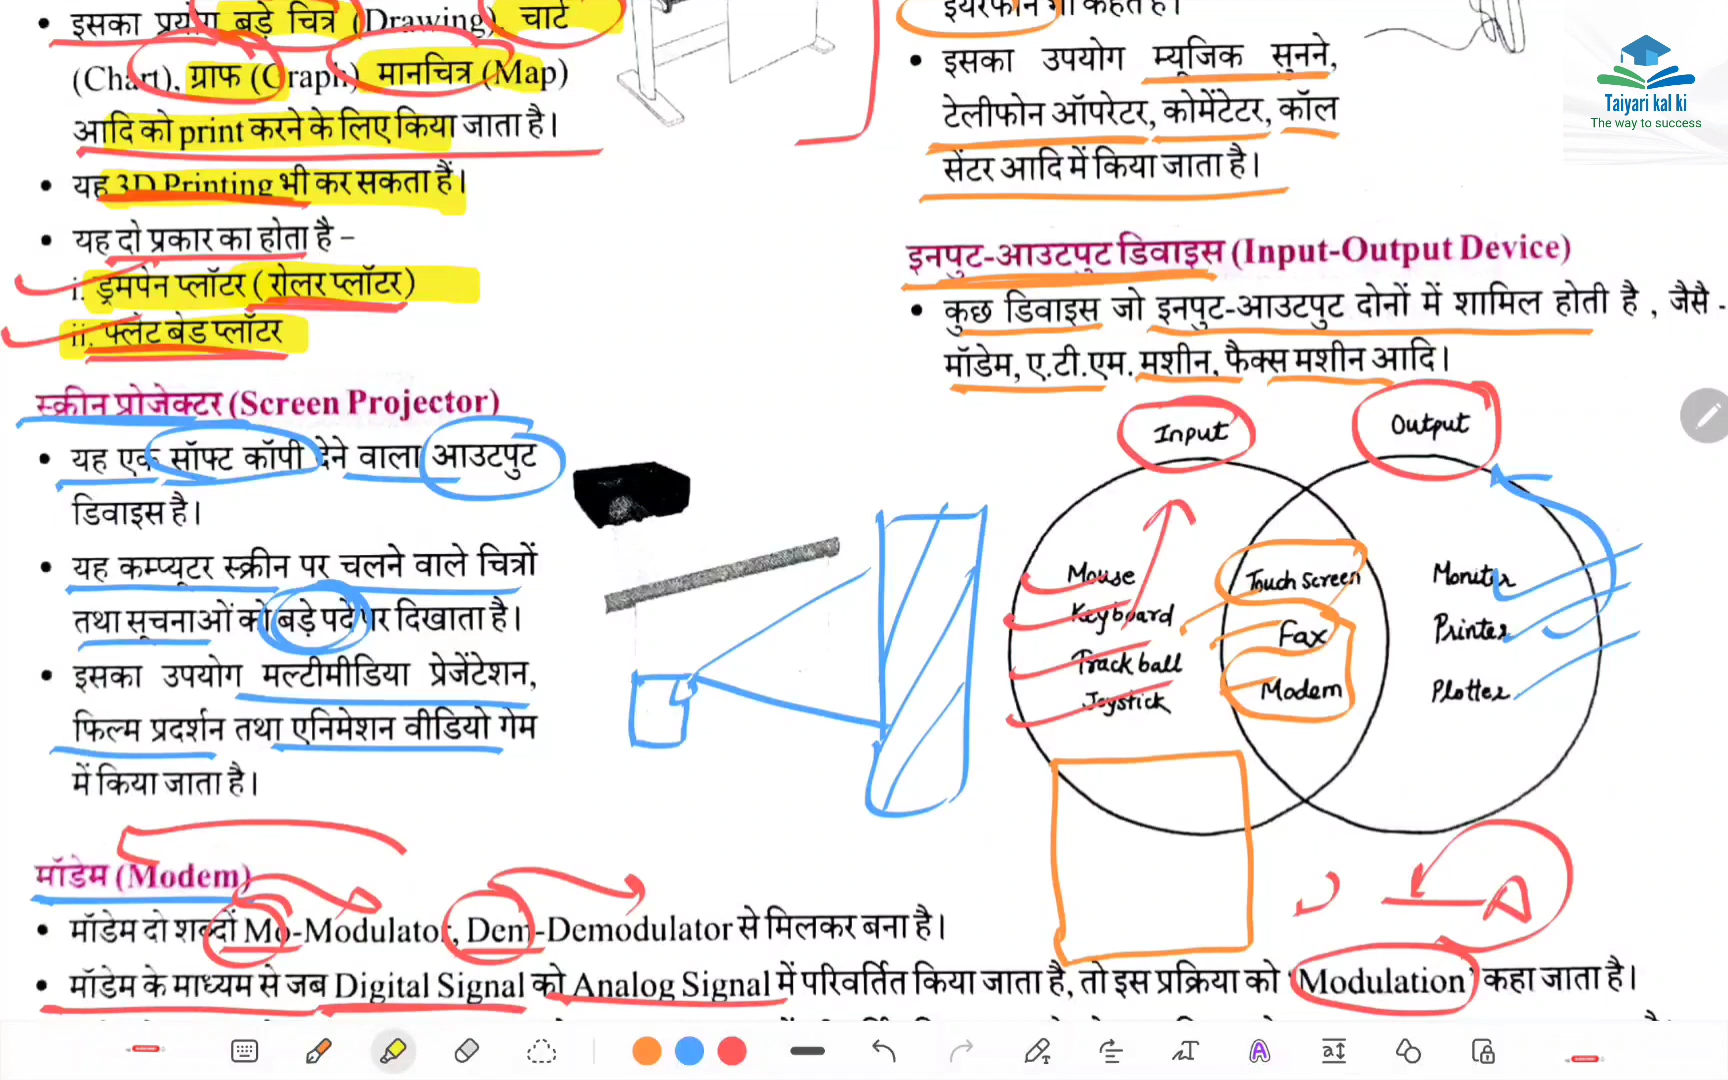 • इसका प्रयोग बड़े चित्र (Drawing), चार्ट
(Chart), ग्राफ (Graph) मानचित्र (Map)
आदि को print करने के लिए किया जाता है।
• यह 3D Printing भी कर सकता हैं।
• यह दो प्रकार का होता है –
i. ड्रमपेन प्लॉटर ( रोलर प्लॉटर)
ii. फ्लैट बेड प्लॉटर
स्क्रीन प्रोजेक्टर (Screen Projector)
• यह एक सॉफ्ट कॉपी देने वाला आउटपुट
डिवाइस है।
• यह कम्प्यूटर स्क्रीन पर चलने वाले चित्रों
तथा सूचनाओं को बड़े पर्दे पर दिखाता है।
• इसका उपयोग मल्टीमीडिया प्रेजेंटेशन,
फिल्म प्रदर्शन तथा एनिमेशन वीडियो गेम
में किया जाता है।
मॉडेम (Modem)
• मॉडेम दो शब्दों Mo-Modulator, Dem-Demodulator से मिलकर बना है।
• मॉडेम के माध्यम से जब Digital Signal को Analog Signal में परिवर्तित किया जाता है, तो इस प्रक्रिया को 'Modulation' कहा जाता है।
इयरफोन भी कहते हैं।
• इसका उपयोग म्यूजिक सुनने,
टेलीफोन ऑपरेटर, कोमेंटेटर, कॉल
सेंटर आदि में किया जाता है।
इनपुट-आउटपुट डिवाइस (Input-Output Device)
• कुछ डिवाइस जो इनपुट-आउटपुट दोनों में शामिल होती है , जैसै -
मॉडेम, ए.टी.एम. मशीन, फैक्स मशीन आदि।
Input
Output
Mouse
Keyboard
Track ball
Joystick
Touch Screen
Fax
Modem
Monitor
Printer
Plotter
Taiyari kal ki
The way to success